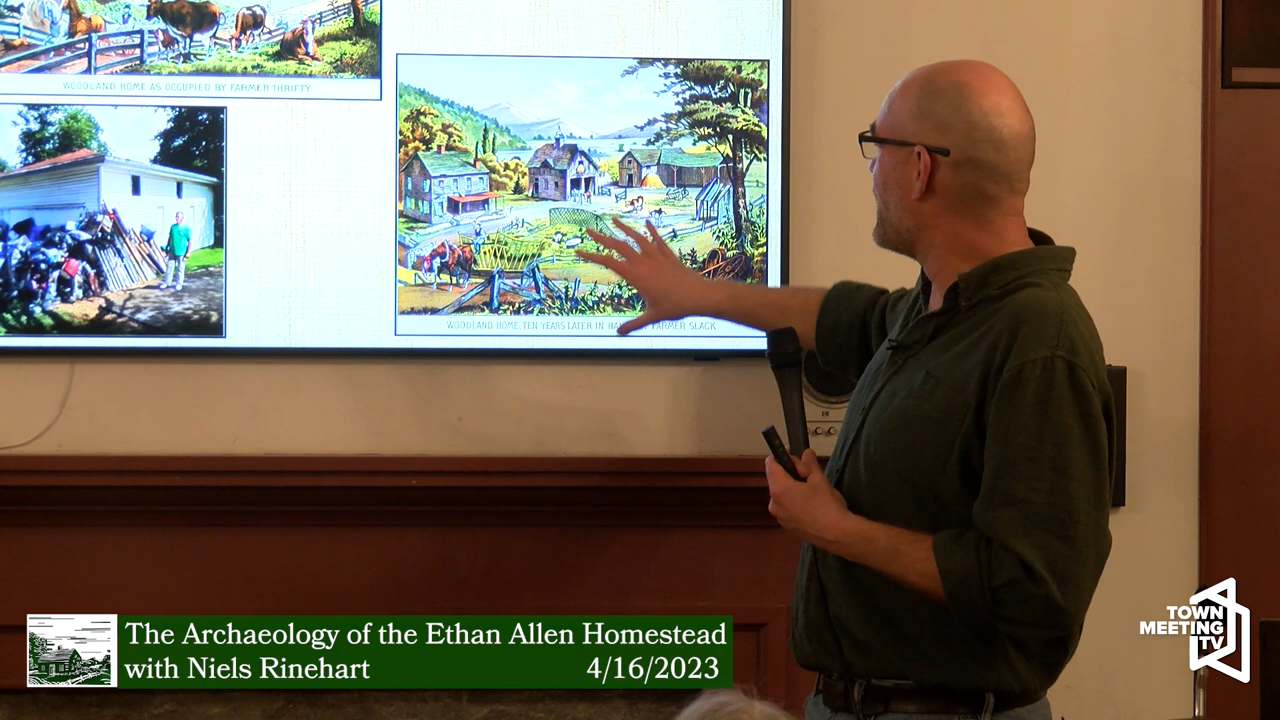 WOODLAND HOME AS OCCUPIED BY FARMER THRIFTY
WOODLAND HOME, TEN YEARS LATER IN FARMER SLACK
The Archaeology of the Ethan Allen Homestead
with Niels Rinehart 4/16/2023
TOWN
MEETING
TV